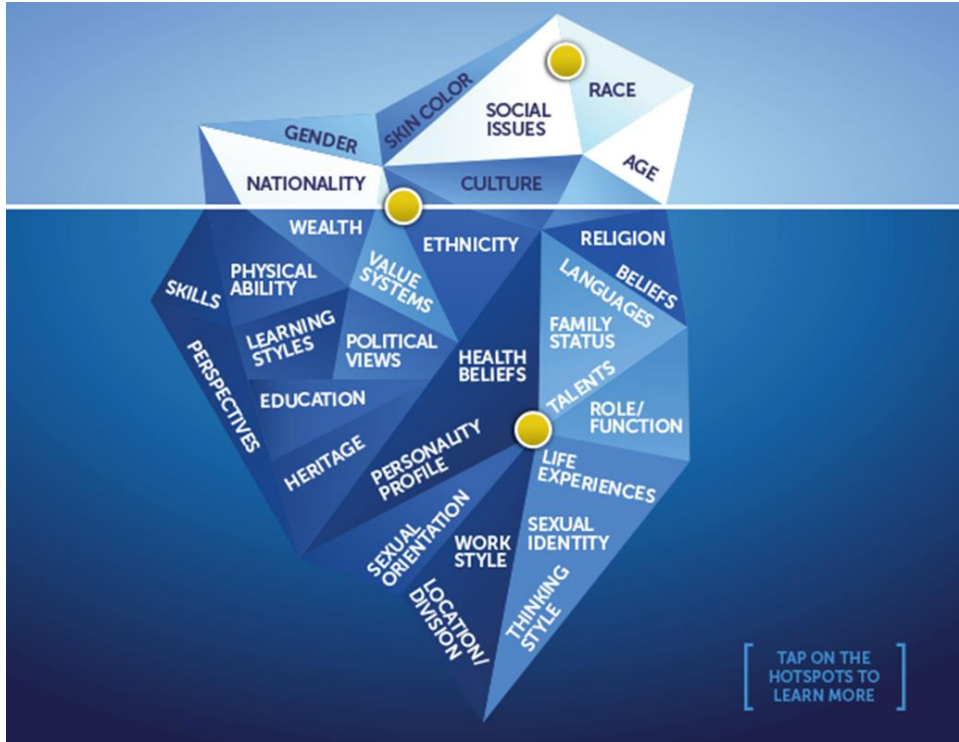 RACE
SKIN COLOR
SOCIAL
ISSUES
GENDER
AGE
NATIONALITY
CULTURE
WEALTH
ETHNICITY
RELIGION
VALUE
SYSTEMS
PHYSICAL
ABILITY
SKILLS
LANGUAGES
BELIEFS
LEARNING
STYLES
POLITICAL
VIEWS
FAMILY
STATUS
HEALTH
BELIEFS
PERSPECTIVES
EDUCATION
TALENTS
ROLE/
FUNCTION
HERITAGE
PERSONALITY
PROFILE
LIFE
EXPERIENCES
SEXUAL
ORIENTATION
WORK
STYLE
SEXUAL
IDENTITY
LOCATION/
DIVISION
THINKING
STYLE
TAP ON THE
HOTSPOTS TO
LEARN MORE